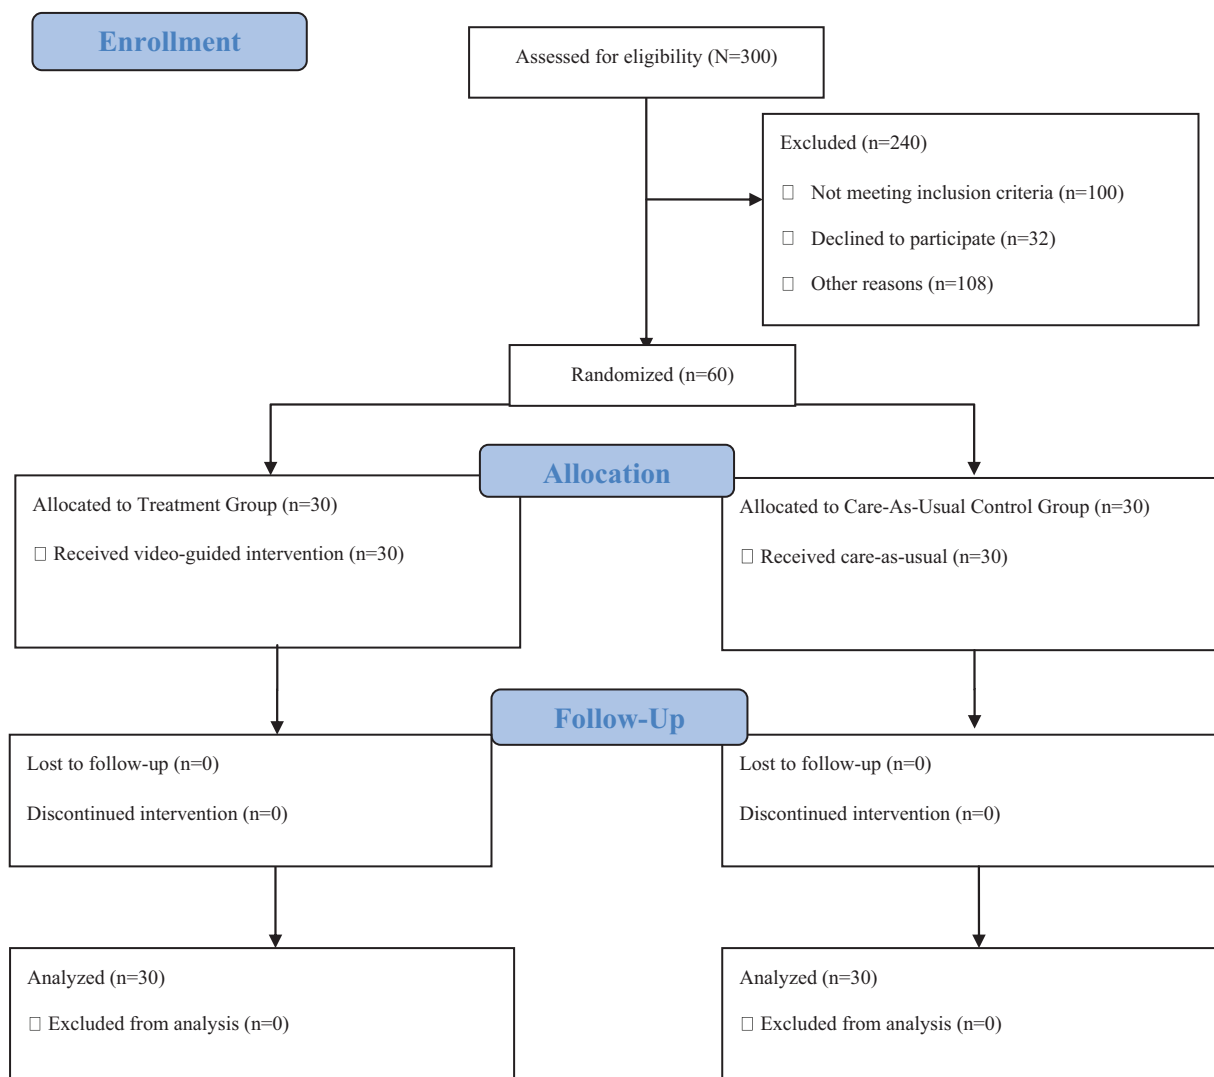 Enrollment
Assessed for eligibility (N=300)
Excluded (n=240)
☐ Not meeting inclusion criteria (n=100)
☐ Declined to participate (n=32)
☐ Other reasons (n=108)
Randomized (n=60)
Allocation
Allocated to Treatment Group (n=30)
☐ Received video-guided intervention (n=30)
Allocated to Care-As-Usual Control Group (n=30)
☐ Received care-as-usual (n=30)
Follow-Up
Lost to follow-up (n=0)
Discontinued intervention (n=0)
Lost to follow-up (n=0)
Discontinued intervention (n=0)
Analyzed (n=30)
☐ Excluded from analysis (n=0)
Analyzed (n=30)
☐ Excluded from analysis (n=0)